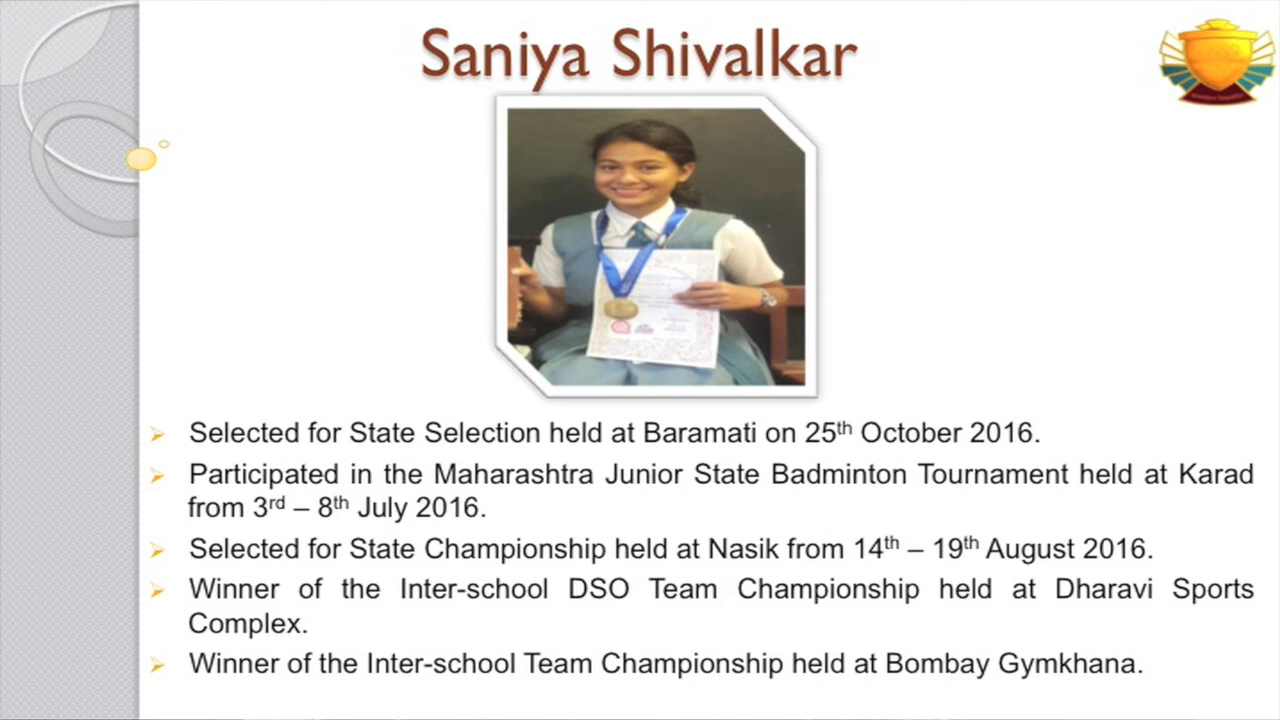 Saniya Shivalkar
Selected for State Selection held at Baramati on 25th October 2016.
Participated in the Maharashtra Junior State Badminton Tournament held at Karad
from 3rd – 8th July 2016.
Selected for State Championship held at Nasik from 14th – 19th August 2016.
Winner of the Inter-school DSO Team Championship held at Dharavi Sports
Complex.
Winner of the Inter-school Team Championship held at Bombay Gymkhana.